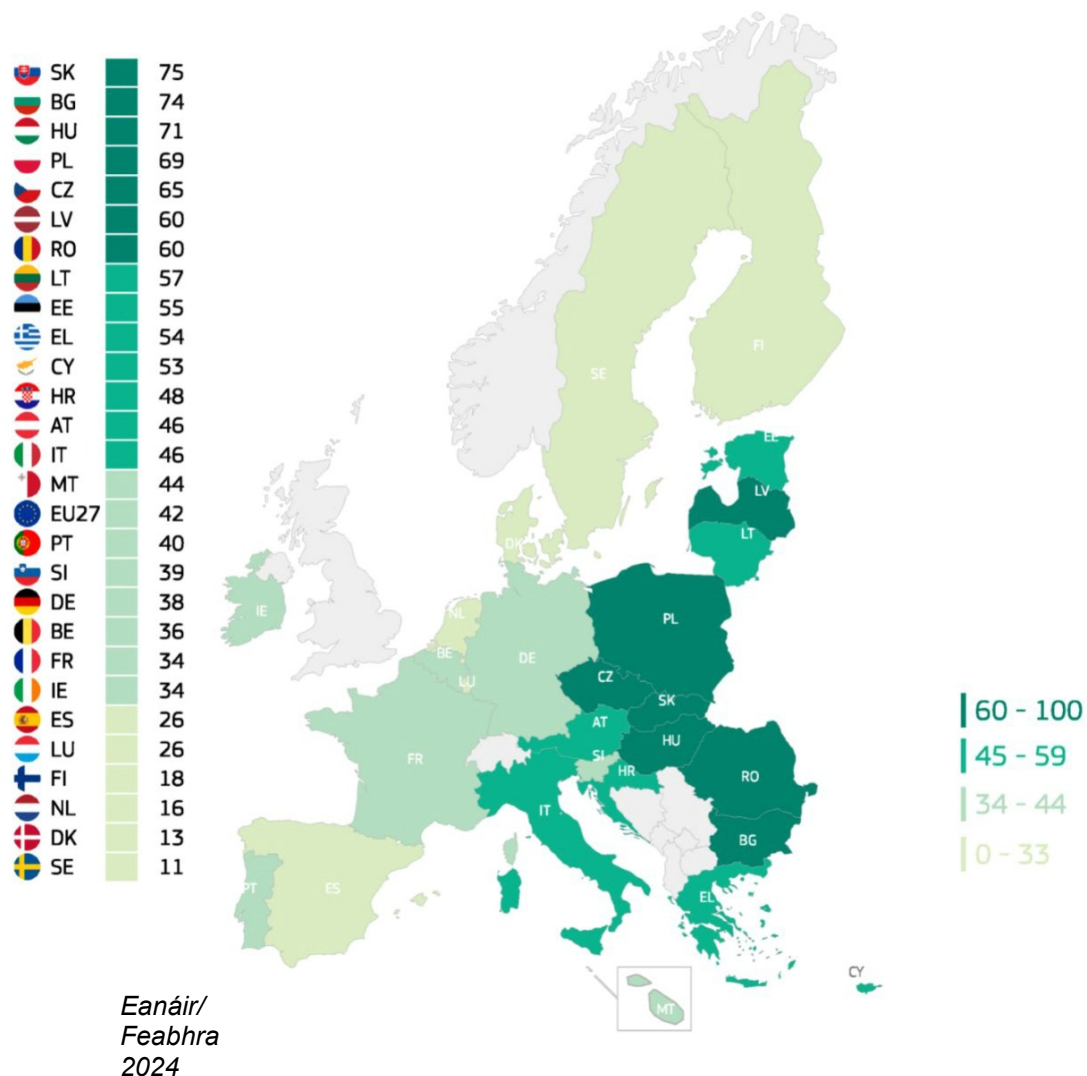 SK 75
BG 74
HU 71
PL 69
CZ 65
LV 60
RO 60
LT 57
EE 55
EL 54
CY 53
HR 48
AT 46
IT 46
MT 44
EU27 42
PT 40
SI 39
DE 38
BE 36
FR 34
IE 34
ES 26
LU 26
FI 18
NL 16
DK 13
SE 11
FI
SE
EE
LV
LT
DK
IE
NL
PL
BE
DE
LU
CZ
SK
AT
HU
SI
HR
FR
RO
IT
BG
PT
ES
EL
CY
MT
60 - 100
45 - 59
34 - 44
0 - 33
Eanáir/
Feabhra
2024